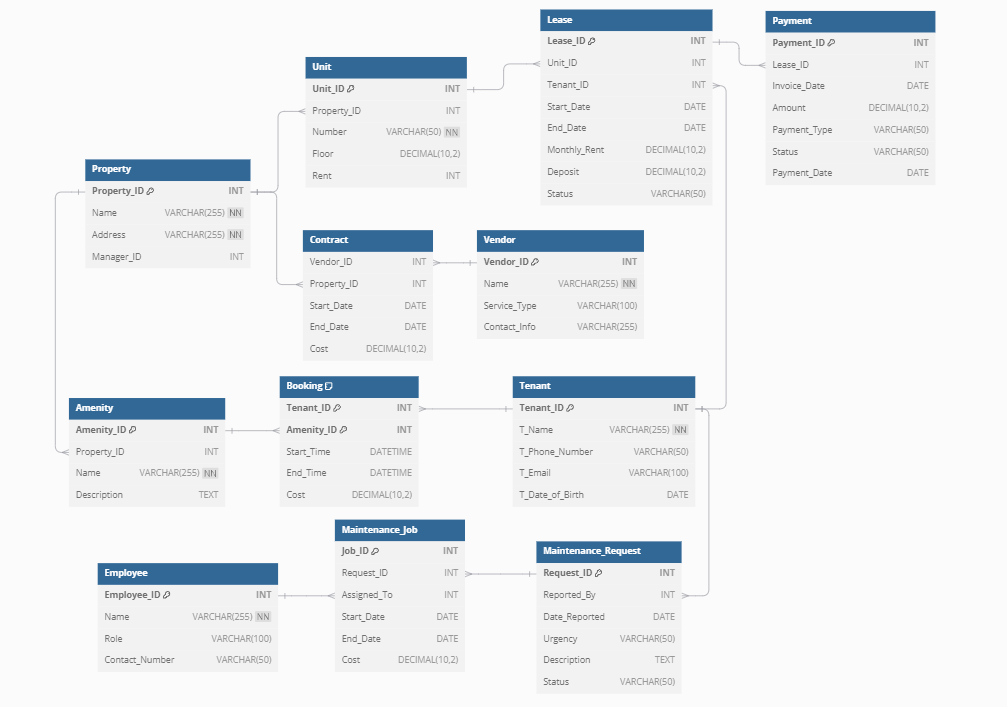 Lease
Lease_ID INT
Unit_ID INT
Tenant_ID INT
Start_Date DATE
End_Date DATE
Monthly_Rent DECIMAL(10,2)
Deposit DECIMAL(10,2)
Status VARCHAR(50)
Payment
Payment_ID INT
Lease_ID INT
Invoice_Date DATE
Amount DECIMAL(10,2)
Payment_Type VARCHAR(50)
Status VARCHAR(50)
Payment_Date DATE
Unit
Unit_ID INT
Property_ID INT
Number VARCHAR(50) NN
Floor DECIMAL(10,2)
Rent INT
Property
Property_ID INT
Name VARCHAR(255) NN
Address VARCHAR(255) NN
Manager_ID INT
Contract
Vendor_ID INT
Property_ID INT
Start_Date DATE
End_Date DATE
Cost DECIMAL(10,2)
Vendor
Vendor_ID INT
Name VARCHAR(255) NN
Service_Type VARCHAR(100)
Contact_Info VARCHAR(255)
Amenity
Amenity_ID INT
Property_ID INT
Name VARCHAR(255) NN
Description TEXT
Booking
Tenant_ID INT
Amenity_ID INT
Start_Time DATETIME
End_Time DATETIME
Cost DECIMAL(10,2)
Tenant
Tenant_ID INT
T_Name VARCHAR(255) NN
T_Phone_Number VARCHAR(50)
T_Email VARCHAR(100)
T_Date_of_Birth DATE
Maintenance_Job
Job_ID INT
Request_ID INT
Assigned_To INT
Start_Date DATE
End_Date DATE
Cost DECIMAL(10,2)
Maintenance_Request
Request_ID INT
Reported_By INT
Date_Reported DATE
Urgency VARCHAR(50)
Description TEXT
Status VARCHAR(50)
Employee
Employee_ID INT
Name VARCHAR(255) NN
Role VARCHAR(100)
Contact_Number VARCHAR(50)